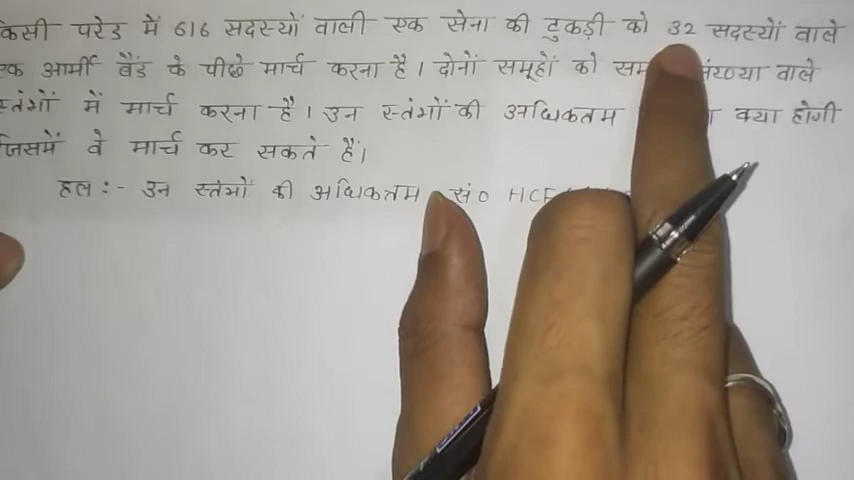 किसी परेड में 616 सदस्यों वाली एक सेना की टुकड़ी को 32 सदस्यों वाले
एक आर्मी बैंड के पीछे मार्च करना है। दोनों समूहों को वाले
स्तंभों में मार्च करना है। उन स्तंभों की अधिकतम क्या होगी
जिसमें वे मार्च कर सकते हैं।
हल :- उन स्तंभों की अधिकतम सं० HCF